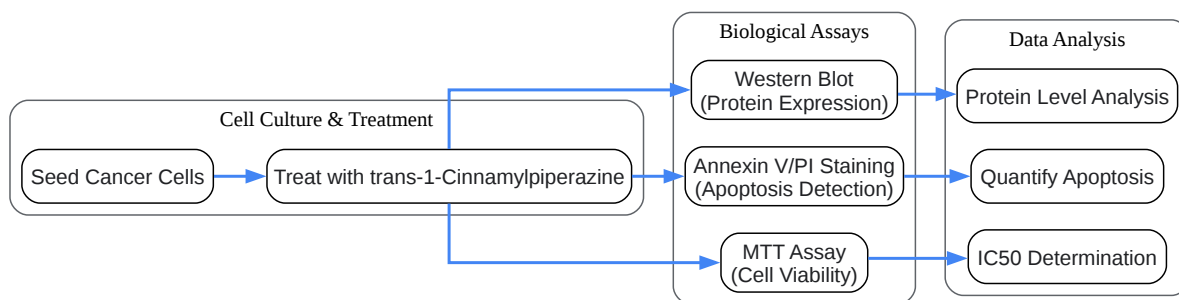 Cell Culture & Treatment
Seed Cancer Cells
Treat with trans-1-Cinnamylpiperazine
Biological Assays
Western Blot
(Protein Expression)
Annexin V/PI Staining
(Apoptosis Detection)
MTT Assay
(Cell Viability)
Data Analysis
Protein Level Analysis
Quantify Apoptosis
IC50 Determination